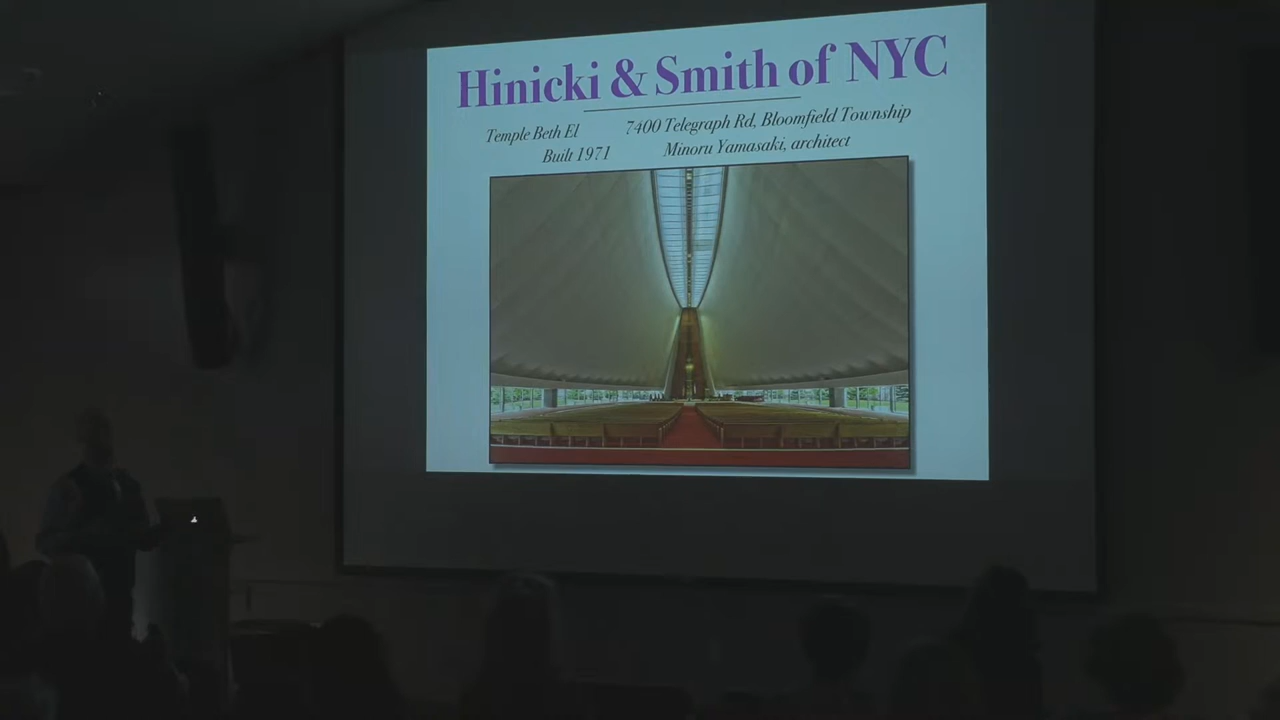 Hinicki & Smith of NYC
Temple Beth El 7400 Telegraph Rd, Bloomfield Township
Built 1971 Minoru Yamasaki, architect